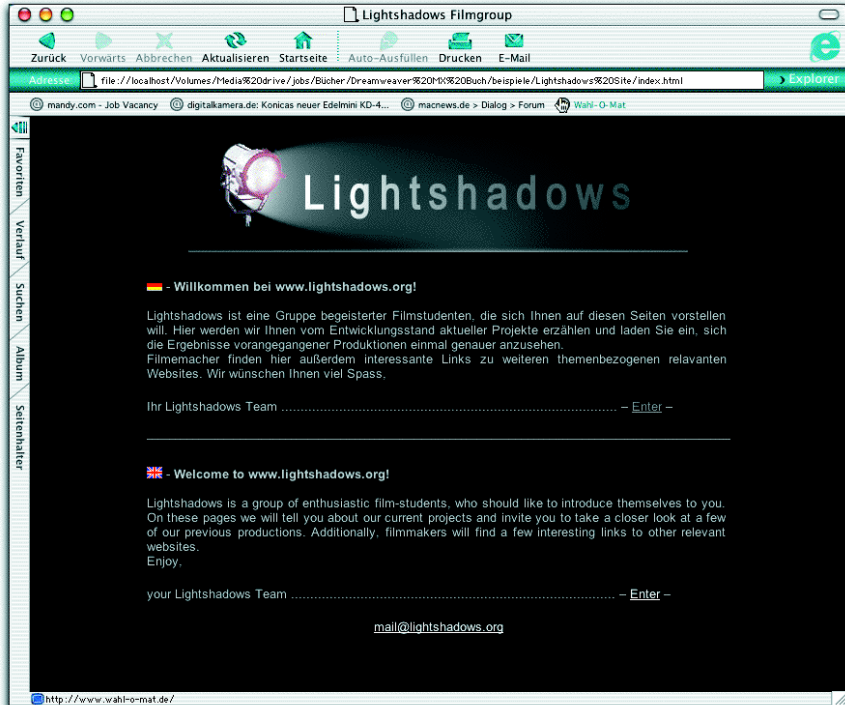 Lightshadows Filmgroup
Zurück Vorwärts Abbrechen Aktualisieren Startseite Auto-Ausfüllen Drucken E-Mail
Adresse file://localhost/Volumes/Media%20drive/jobs/Bücher/Dreamweaver%20MX%20Buch/beispiele/Lightshadows%20Site/index.html Explorer
mandy.com - Job Vacancy digitalkamera.de: Konicas neuer Edelmini KD-4... macnews.de > Dialog > Forum Wahl-O-Mat
Favoriten
Verlauf
Suchen
Album
Seitenhalter
Lightshadows
- Willkommen bei www.lightshadows.org!
Lightshadows ist eine Gruppe begeisterter Filmstudenten, die sich Ihnen auf diesen Seiten vorstellen
will. Hier werden wir Ihnen vom Entwicklungsstand aktueller Projekte erzählen und laden Sie ein, sich
die Ergebnisse vorangegangener Produktionen einmal genauer anzusehen.
Filmemacher finden hier außerdem interessante Links zu weiteren themenbezogenen relavanten
Websites. Wir wünschen Ihnen viel Spass,
Ihr Lightshadows Team ........................................................................................ – Enter –
- Welcome to www.lightshadows.org!
Lightshadows is a group of enthusiastic film-students, who should like to introduce themselves to you.
On these pages we will tell you about our current projects and invite you to take a closer look at a few
of our previous productions. Additionally, filmmakers will find a few interesting links to other relevant
websites.
Enjoy,
your Lightshadows Team ..................................................................................... – Enter –
mail@lightshadows.org
http://www.wahl-o-mat.de/